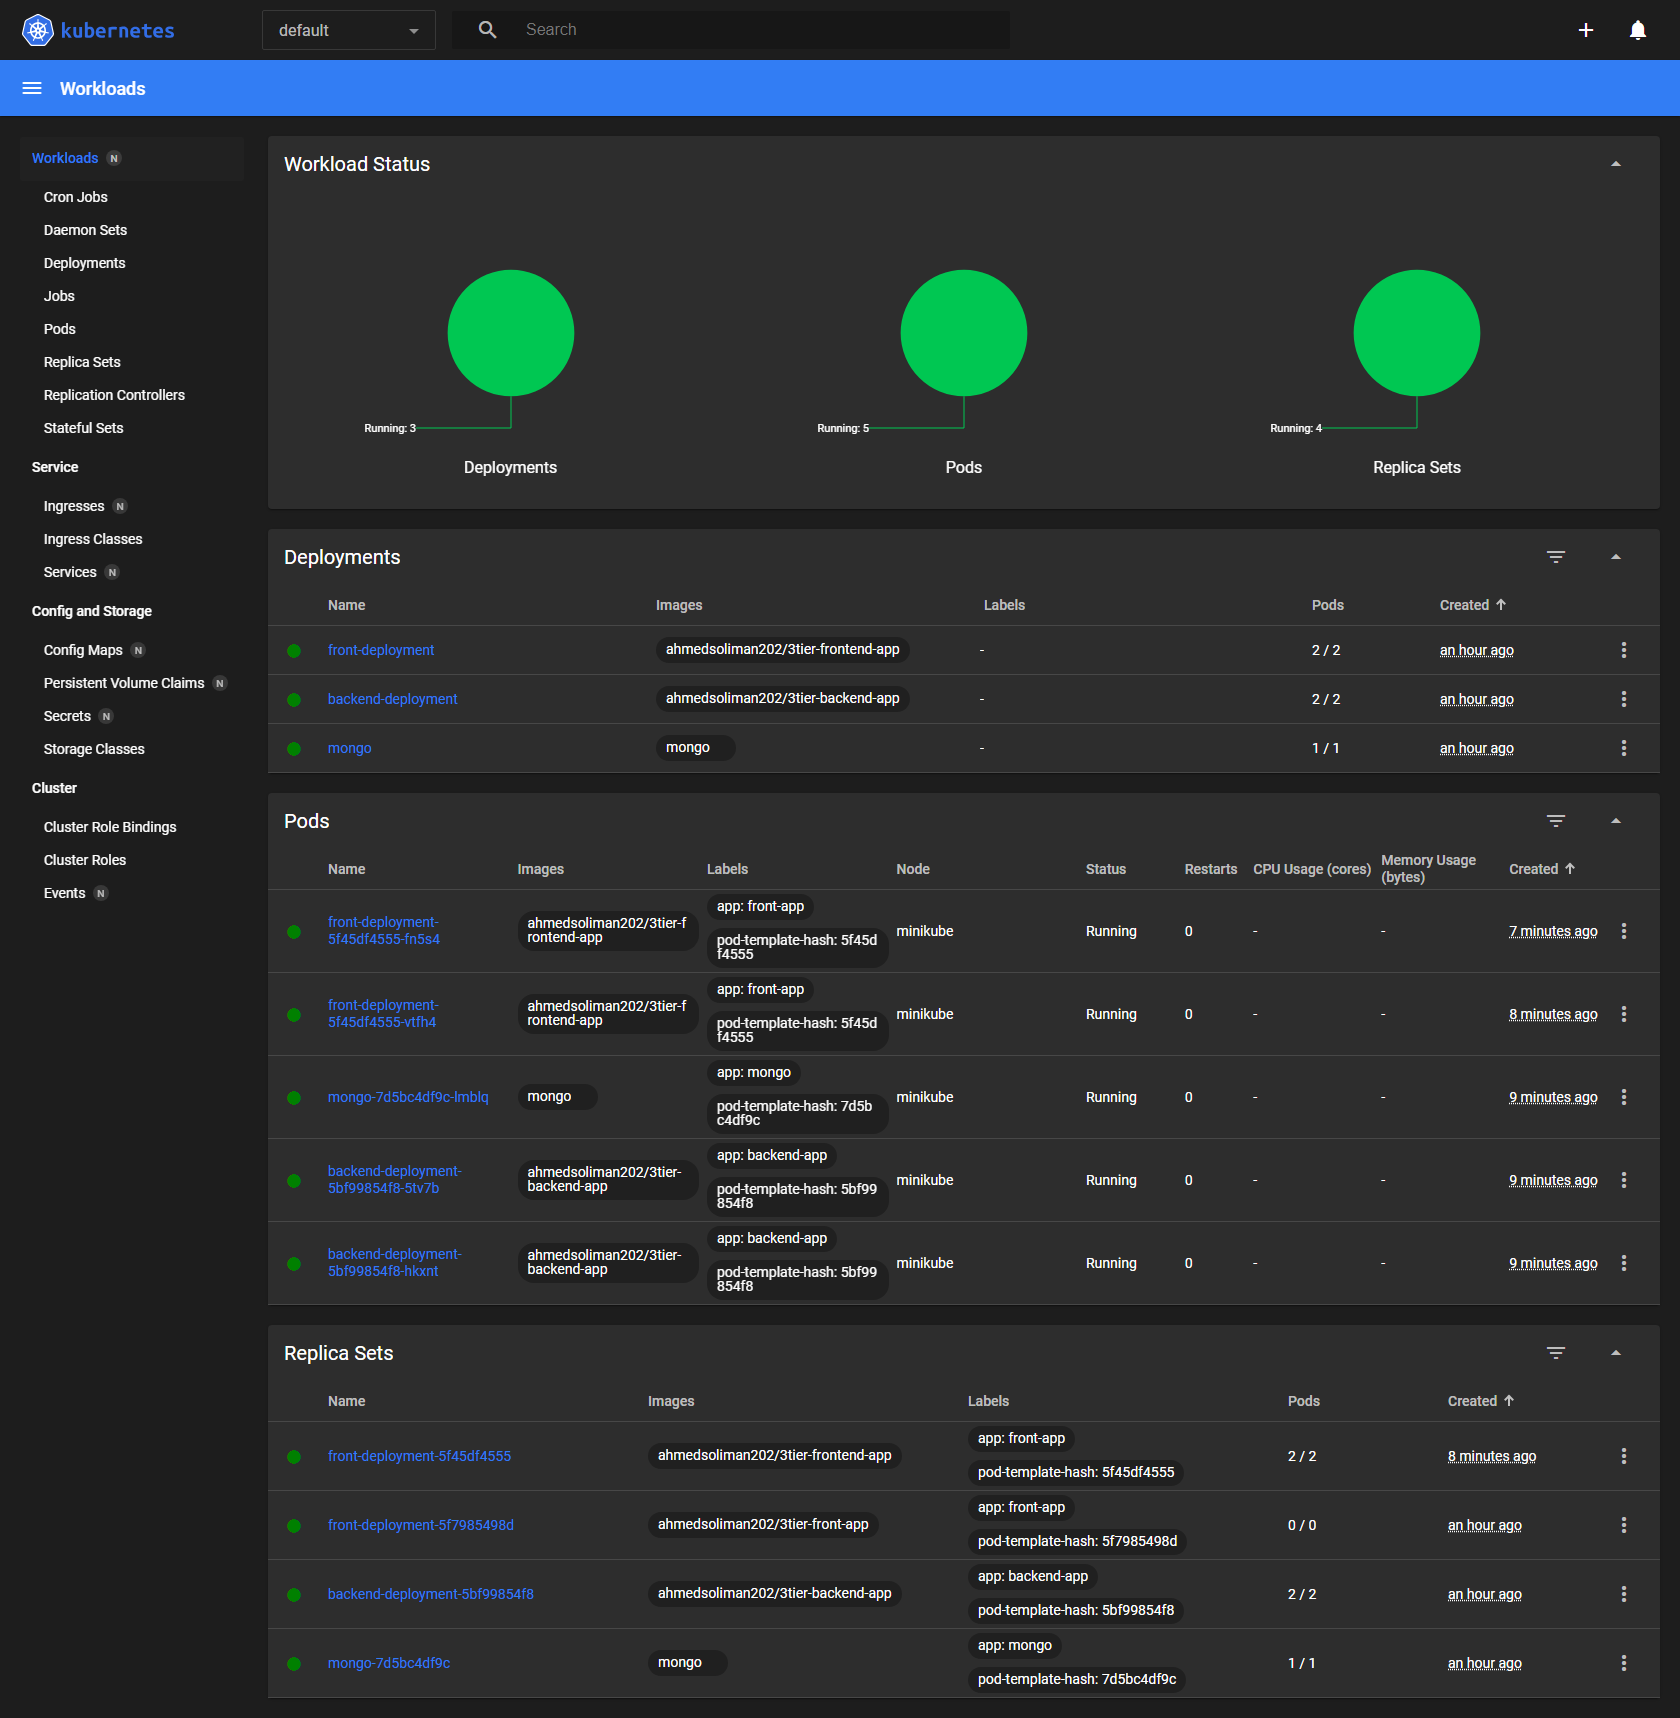 kubernetes
default
Search
Workloads
Workloads N
Cron Jobs
Daemon Sets
Deployments
Jobs
Pods
Replica Sets
Replication Controllers
Stateful Sets
Service
Ingresses N
Ingress Classes
Services N
Config and Storage
Config Maps N
Persistent Volume Claims N
Secrets N
Storage Classes
Cluster
Cluster Role Bindings
Cluster Roles
Events N
Workload Status
Running: 3
Running: 5
Running: 4
Deployments
Pods
Replica Sets
Deployments
Name Images Labels Pods Created
front-deployment ahmedsoliman202/3tier-frontend-app - 2 / 2 an hour ago
backend-deployment ahmedsoliman202/3tier-backend-app - 2 / 2 an hour ago
mongo mongo - 1 / 1 an hour ago
Pods
Name Images Labels Node Status Restarts CPU Usage (cores) Memory Usage
(bytes) Created
front-deployment-
5f45df4555-fn5s4
ahmedsoliman202/3tier-f
rontend-app
app: front-app
pod-template-hash: 5f45d
f4555
minikube Running 0 - - 7 minutes ago
front-deployment-
5f45df4555-vtfh4
ahmedsoliman202/3tier-f
rontend-app
app: front-app
pod-template-hash: 5f45d
f4555
minikube Running 0 - - 8 minutes ago
mongo-7d5bc4df9c-lmblq
mongo
app: mongo
pod-template-hash: 7d5b
c4df9c
minikube Running 0 - - 9 minutes ago
backend-deployment-
5bf99854f8-5tv7b
ahmedsoliman202/3tier-
backend-app
app: backend-app
pod-template-hash: 5bf99
854f8
minikube Running 0 - - 9 minutes ago
backend-deployment-
5bf99854f8-hkxnt
ahmedsoliman202/3tier-
backend-app
app: backend-app
pod-template-hash: 5bf99
854f8
minikube Running 0 - - 9 minutes ago
Replica Sets
Name Images Labels Pods Created
front-deployment-5f45df4555 ahmedsoliman202/3tier-frontend-app
app: front-app
pod-template-hash: 5f45df4555
2 / 2 8 minutes ago
front-deployment-5f7985498d ahmedsoliman202/3tier-front-app
app: front-app
pod-template-hash: 5f7985498d
0 / 0 an hour ago
backend-deployment-5bf99854f8 ahmedsoliman202/3tier-backend-app
app: backend-app
pod-template-hash: 5bf99854f8
2 / 2 an hour ago
mongo-7d5bc4df9c mongo
app: mongo
pod-template-hash: 7d5bc4df9c
1 / 1 an hour ago